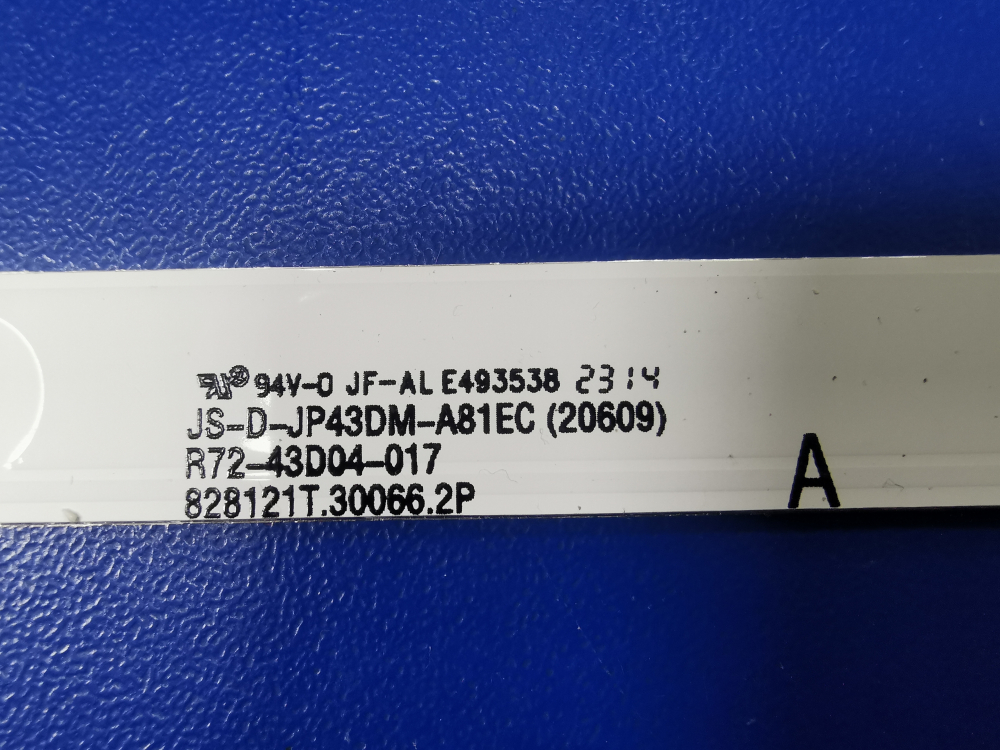 94V-0 JF-AL E493538 2314
JS-D-JP43DM-A81EC (20609)
R72-43D04-017
828121T.30066.2P
A